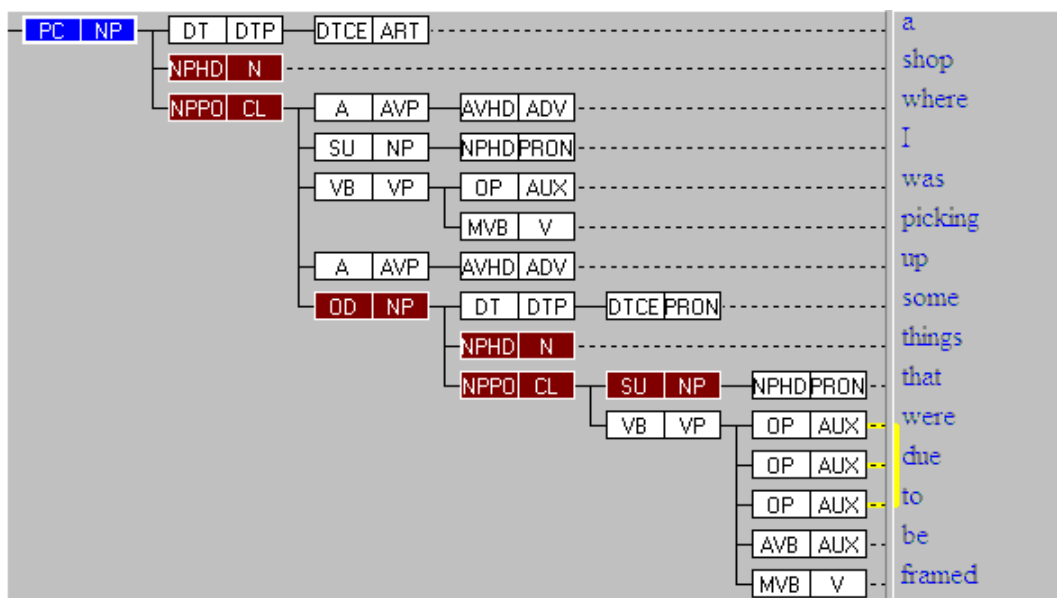 PC NP DT DTP DTCE ART a
NPHD N shop
NPPO CL A AVP AVHD ADV where
SU NP NPHD PRON I
VB VP OP AUX was
MVB V picking
A AVP AVHD ADV up
OD NP DT DTP DTCE PRON some
NPHD N things
NPPO CL SU NP NPHD PRON that
VB VP OP AUX were
OP AUX due
OP AUX to
AVB AUX be
MVB V framed